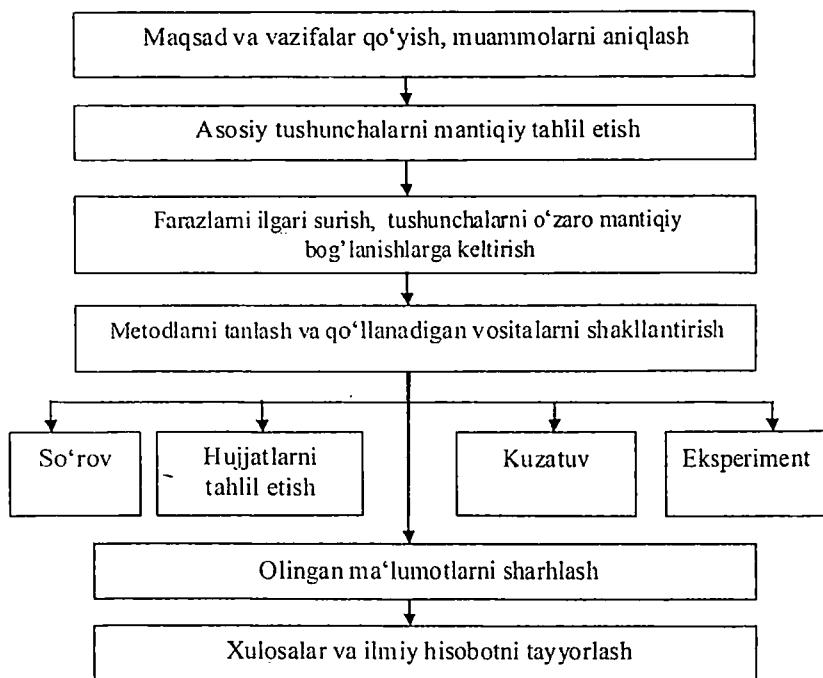 Maqsad va vazifalar qo‘yish, muammolarni aniqlash
Asosiy tushunchalarni mantiqiy tahlil etish
Farazlarni ilgari surish, tushunchalarni o‘zaro mantiqiy
bog’lanishlarga keltirish
Metodlarni tanlash va qo‘llanadigan vositalarni shakllantirish
So‘rov
Hujjatlarni
tahlil etish
Kuzatuv
Eksperiment
Olingan ma‘lumotlarni sharhlash
Xulosalar va ilmiy hisobotni tayyorlash